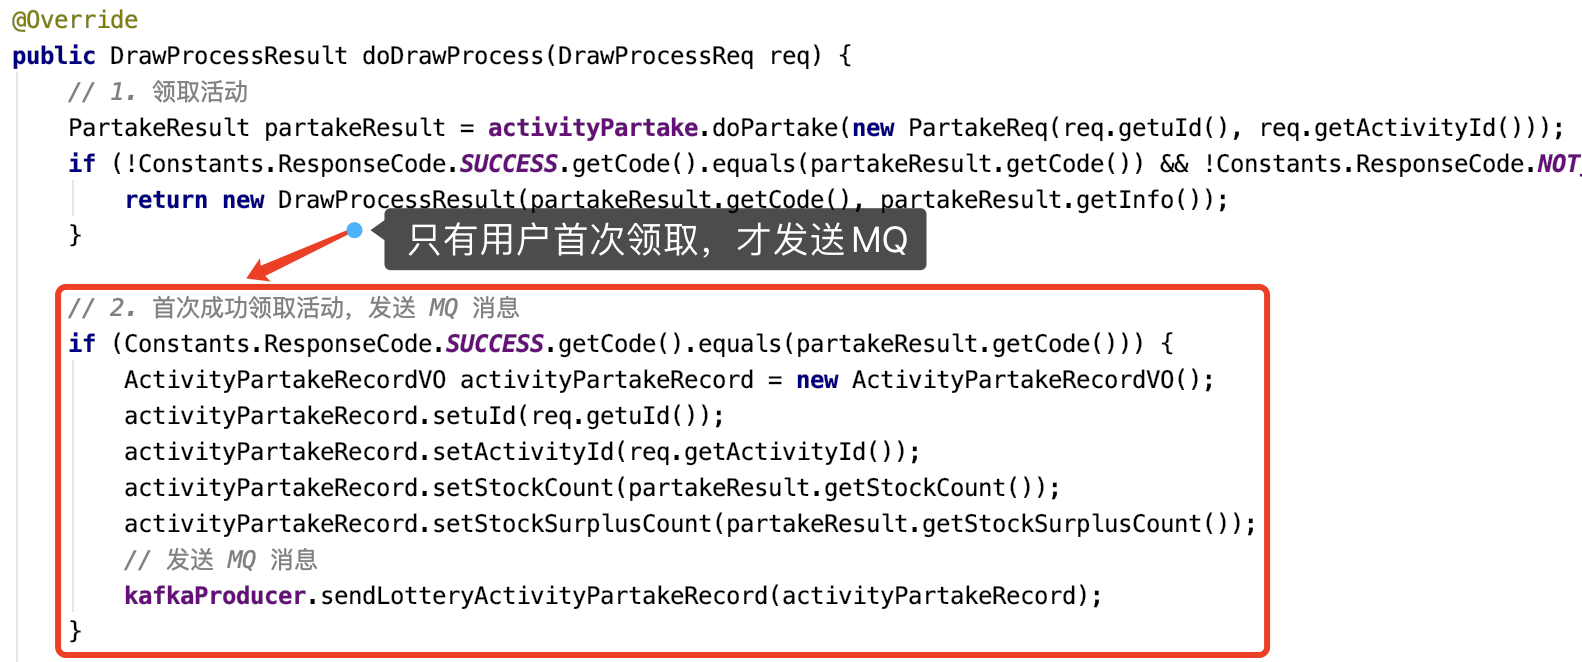 @Override
public DrawProcessResult doDrawProcess(DrawProcessReq req) {
// 1. 领取活动
PartakeResult partakeResult = activityPartake.doPartake(new PartakeReq(req.getuId(), req.getActivityId()));
if (!Constants.ResponseCode.SUCCESS.getCode().equals(partakeResult.getCode()) && !Constants.ResponseCode.NOT_
return new DrawProcessResult(partakeResult.getCode(), partakeResult.getInfo());
}
只有用户首次领取，才发送MQ
// 2. 首次成功领取活动，发送 MQ 消息
if (Constants.ResponseCode.SUCCESS.getCode().equals(partakeResult.getCode())) {
ActivityPartakeRecordVO activityPartakeRecord = new ActivityPartakeRecordVO();
activityPartakeRecord.setuId(req.getuId());
activityPartakeRecord.setActivityId(req.getActivityId());
activityPartakeRecord.setStockCount(partakeResult.getStockCount());
activityPartakeRecord.setStockSurplusCount(partakeResult.getStockSurplusCount());
// 发送 MQ 消息
kafkaProducer.sendLotteryActivityPartakeRecord(activityPartakeRecord);
}